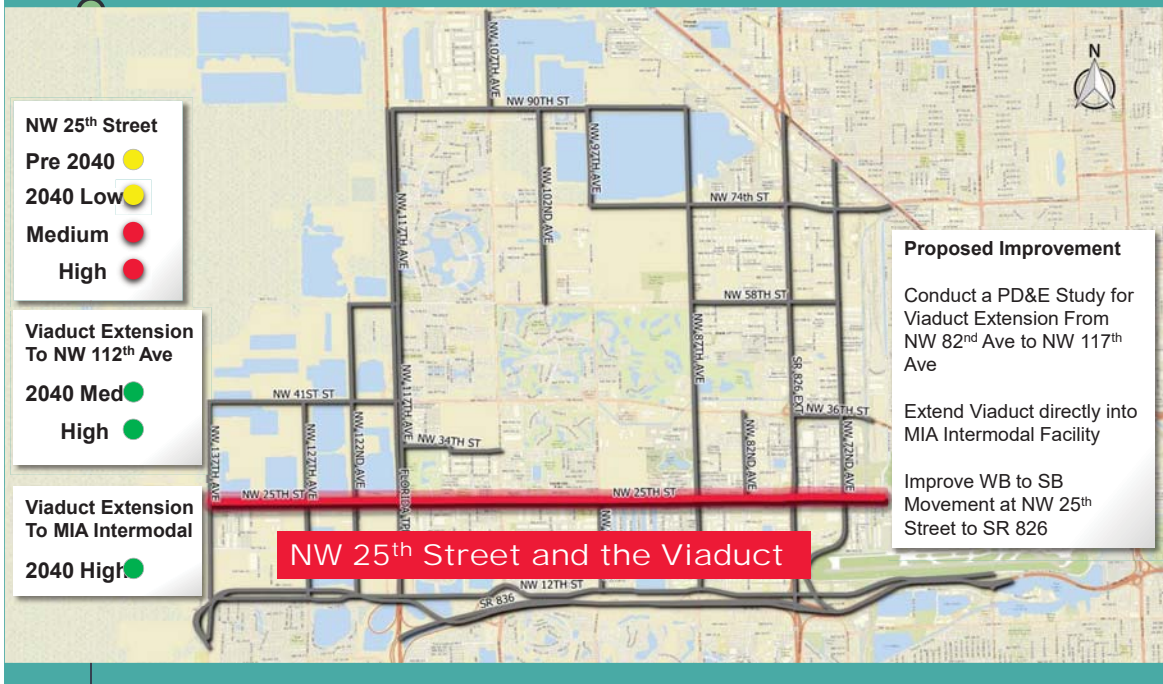 NW 25th Street
Pre 2040
2040 Low
Medium
High
Viaduct Extension
To NW 112th Ave
2040 Med
High
Viaduct Extension
To MIA Intermodal
2040 High
N
NW 107TH AVE
NW 90TH ST
NW 97TH AVE
NW 102ND AVE
NW 74th ST
NW 117TH AVE
NW 58TH ST
NW 87TH AVE
SR 826 EXT
NW 41ST ST
NW 117TH AVE
NW 36TH ST
NW 137TH AVE
NW 127TH AVE
NW 122ND AVE
NW 34TH ST
NW 82ND AVE
NW 72ND AVE
FLORIDA TP
NW 25TH ST
NW 25TH ST
NW
NW 25th Street and the Viaduct
NW 12TH ST
SR 836
Proposed Improvement
Conduct a PD&E Study for
Viaduct Extension From
NW 82nd Ave to NW 117th
Ave
Extend Viaduct directly into
MIA Intermodal Facility
Improve WB to SB
Movement at NW 25th
Street to SR 826